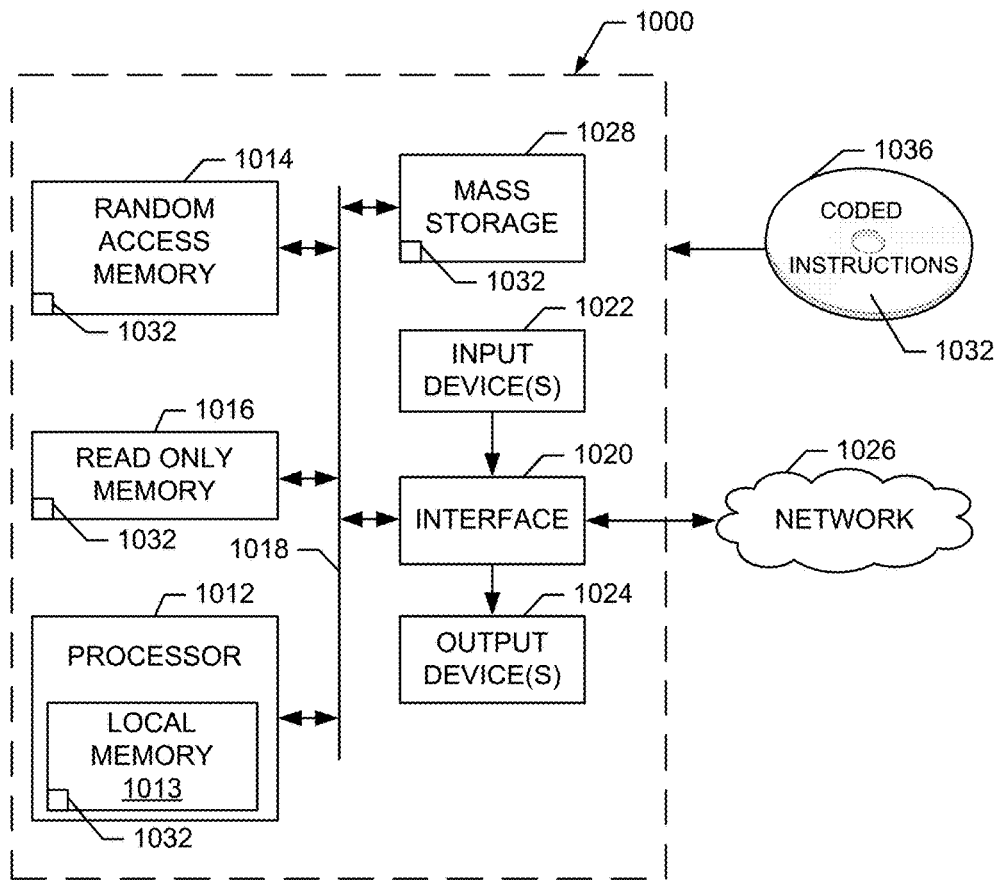 1000
1014
RANDOM
ACCESS
MEMORY
1032
1028
MASS
STORAGE
1032
1036
CODED
INSTRUCTIONS
1032
1022
INPUT
DEVICE(S)
1016
READ ONLY
MEMORY
1032
1020
INTERFACE
1026
NETWORK
1018
1012
PROCESSOR
LOCAL
MEMORY
1013
1032
1024
OUTPUT
DEVICE(S)